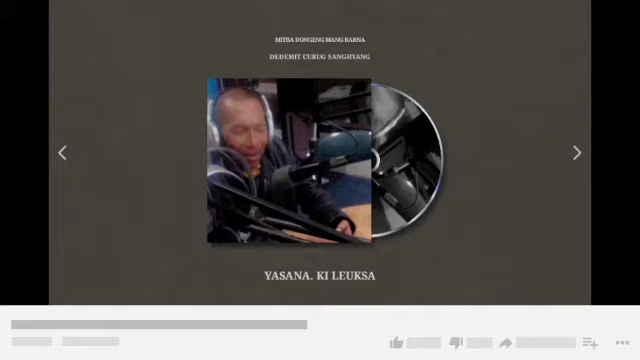 MITRA DONGENG MANG BARNA
DEDEMIT CURUG SANGHYANG
YASANA. KI LEUKSA